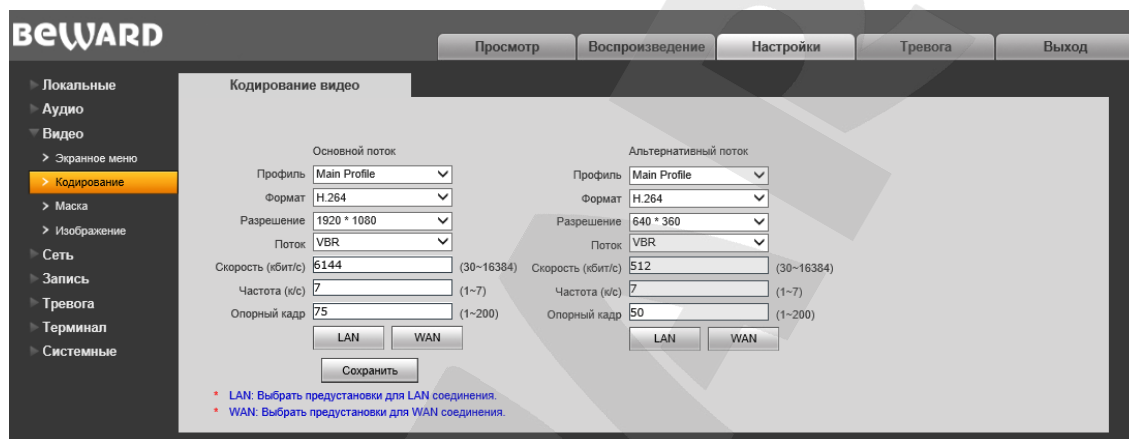 BEWARD
Просмотр Воспроизведение Настройки Тревога Выход
Локальные
Аудио
Видео
Экранное меню
Кодирование
Маска
Изображение
Сеть
Запись
Тревога
Терминал
Системные
Кодирование видео
Основной поток
Профиль Main Profile
Формат H.264
Разрешение 1920 * 1080
Поток VBR
Скорость (кбит/с) 6144 (30~16384)
Частота (к/с) 7 (1~7)
Опорный кадр 75 (1~200)
LAN WAN
Альтернативный поток
Профиль Main Profile
Формат H.264
Разрешение 640 * 360
Поток VBR
Скорость (кбит/с) 512 (30~16384)
Частота (к/с) 7 (1~7)
Опорный кадр 50 (1~200)
LAN WAN
Сохранить
* LAN: Выбрать предустановки для LAN соединения.
* WAN: Выбрать предустановки для WAN соединения.